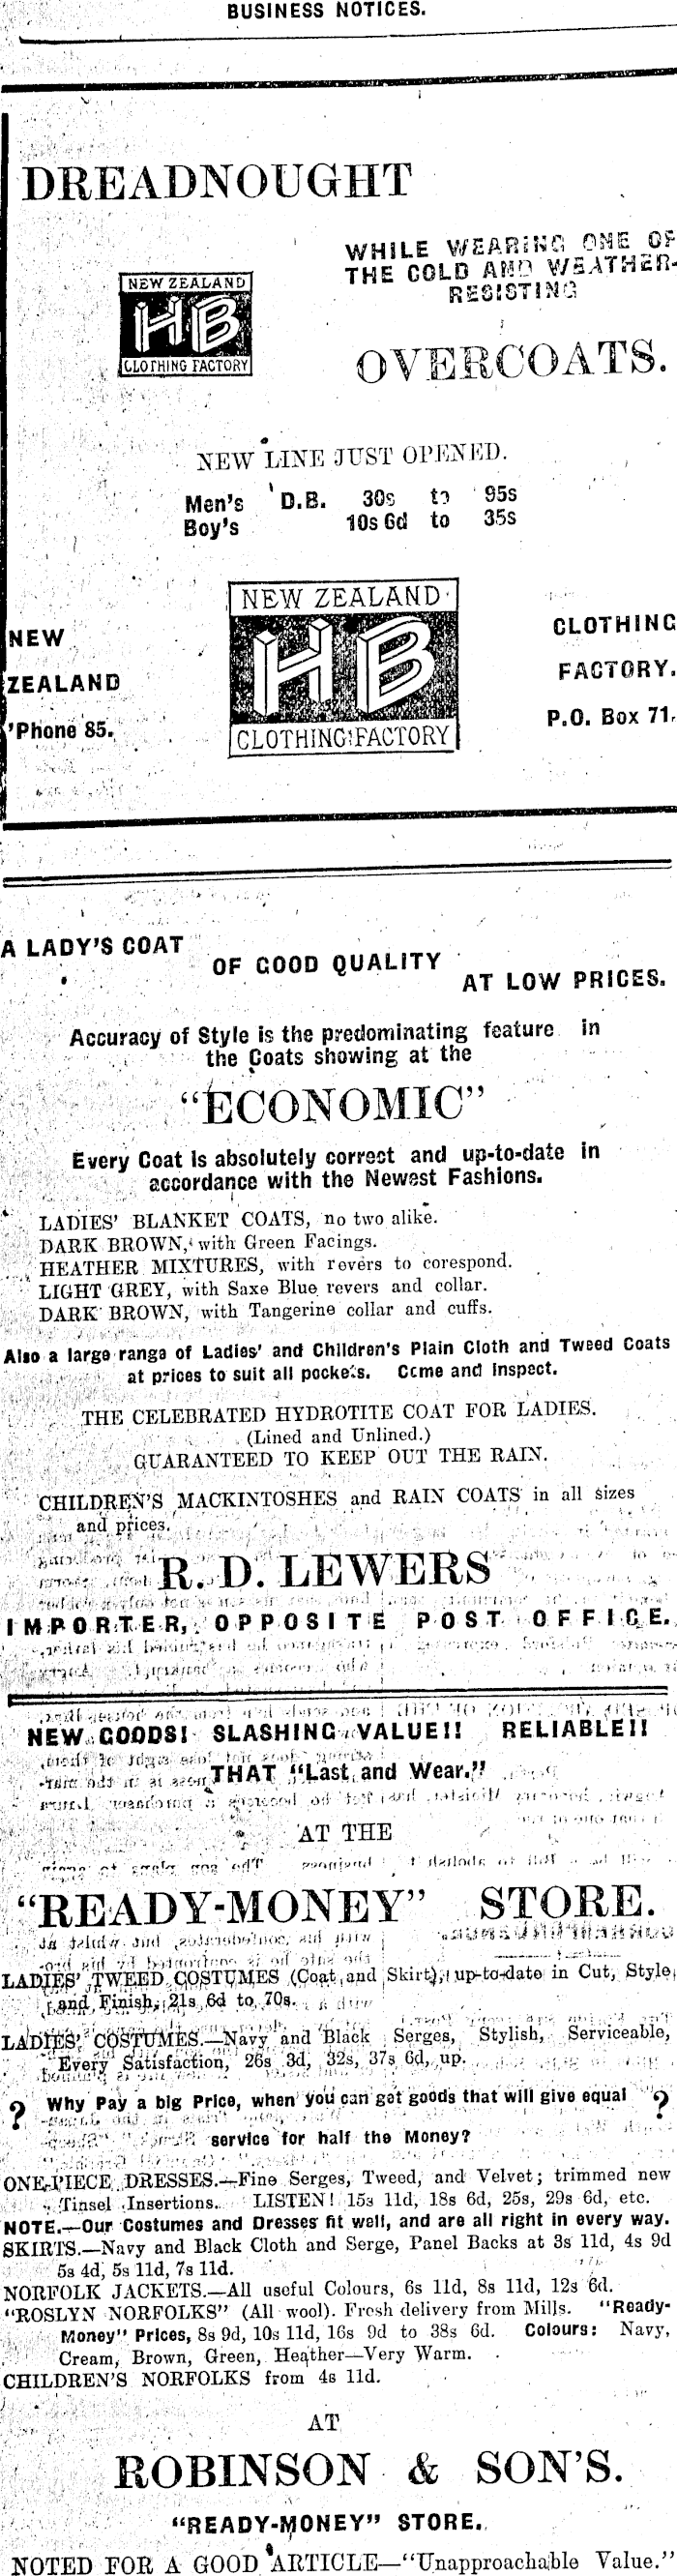 BUSINESS NOTICES.
DREADNOUGHT
WHILE WEARING ONE OF
THE COLD AND WEATHER-
RESISTING
NEW ZEALAND
HB
CLOTHING FACTORY
OVERCOATS.
NEW LINE JUST OPENED.
Men's D.B. 30s to 95s
Boy's 10s 6d to 35s
NEW ZEALAND
HB
CLOTHING FACTORY
NEW
ZEALAND
'Phone 85.
CLOTHING
FACTORY.
P.O. Box 71.
A LADY'S COAT
OF GOOD QUALITY
AT LOW PRICES.
Accuracy of Style is the predominating feature in
the Coats showing at the
"ECONOMIC"
Every Coat is absolutely correct and up-to-date in
accordance with the Newest Fashions.
LADIES' BLANKET COATS, no two alike.
DARK BROWN, with Green Facings.
HEATHER MIXTURES, with revers to corespond.
LIGHT GREY, with Saxe Blue revers and collar.
DARK BROWN, with Tangerine collar and cuffs.
Also a large range of Ladies' and Children's Plain Cloth and Tweed Coats
at prices to suit all pockets. Come and Inspect.
THE CELEBRATED HYDROTITE COAT FOR LADIES.
(Lined and Unlined.)
GUARANTEED TO KEEP OUT THE RAIN.
CHILDREN'S MACKINTOSHES and RAIN COATS in all sizes
and prices.
R. D. LEWERS
IMPORTER, OPPOSITE POST OFFICE.
NEW GOODS! SLASHING VALUE!! RELIABLE!!
THAT "Last and Wear."
AT THE
"READY-MONEY" STORE.
LADIES' TWEED COSTUMES (Coat and Skirt), up-to-date in Cut, Style,
and Finish, 21s 6d to 70s.
LADIES' COSTUMES.—Navy and Black Serges, Stylish, Serviceable,
Every Satisfaction, 26s 3d, 32s, 37s 6d, up.
? Why Pay a big Price, when you can get goods that will give equal ?
service for half the Money?
ONE-PIECE DRESSES.—Fine Serges, Tweed, and Velvet; trimmed new
Tinsel Insertions. LISTEN! 15s 11d, 18s 6d, 25s, 29s 6d, etc.
NOTE.—Our Costumes and Dresses fit well, and are all right in every way.
SKIRTS.—Navy and Black Cloth and Serge, Panel Backs at 3s 11d, 4s 9d
5s 4d, 5s 11d, 7s 11d.
NORFOLK JACKETS.—All useful Colours, 6s 11d, 8s 11d, 12s 6d.
"ROSLYN NORFOLKS" (All wool). Fresh delivery from Mills. "Ready-
Money" Prices, 8s 9d, 10s 11d, 16s 9d to 38s 6d. Colours: Navy,
Cream, Brown, Green, Heather—Very Warm.
CHILDREN'S NORFOLKS from 4s 11d.
AT
ROBINSON & SON'S.
"READY-MONEY" STORE.
NOTED FOR A GOOD ARTICLE—"Unapproachable Value."